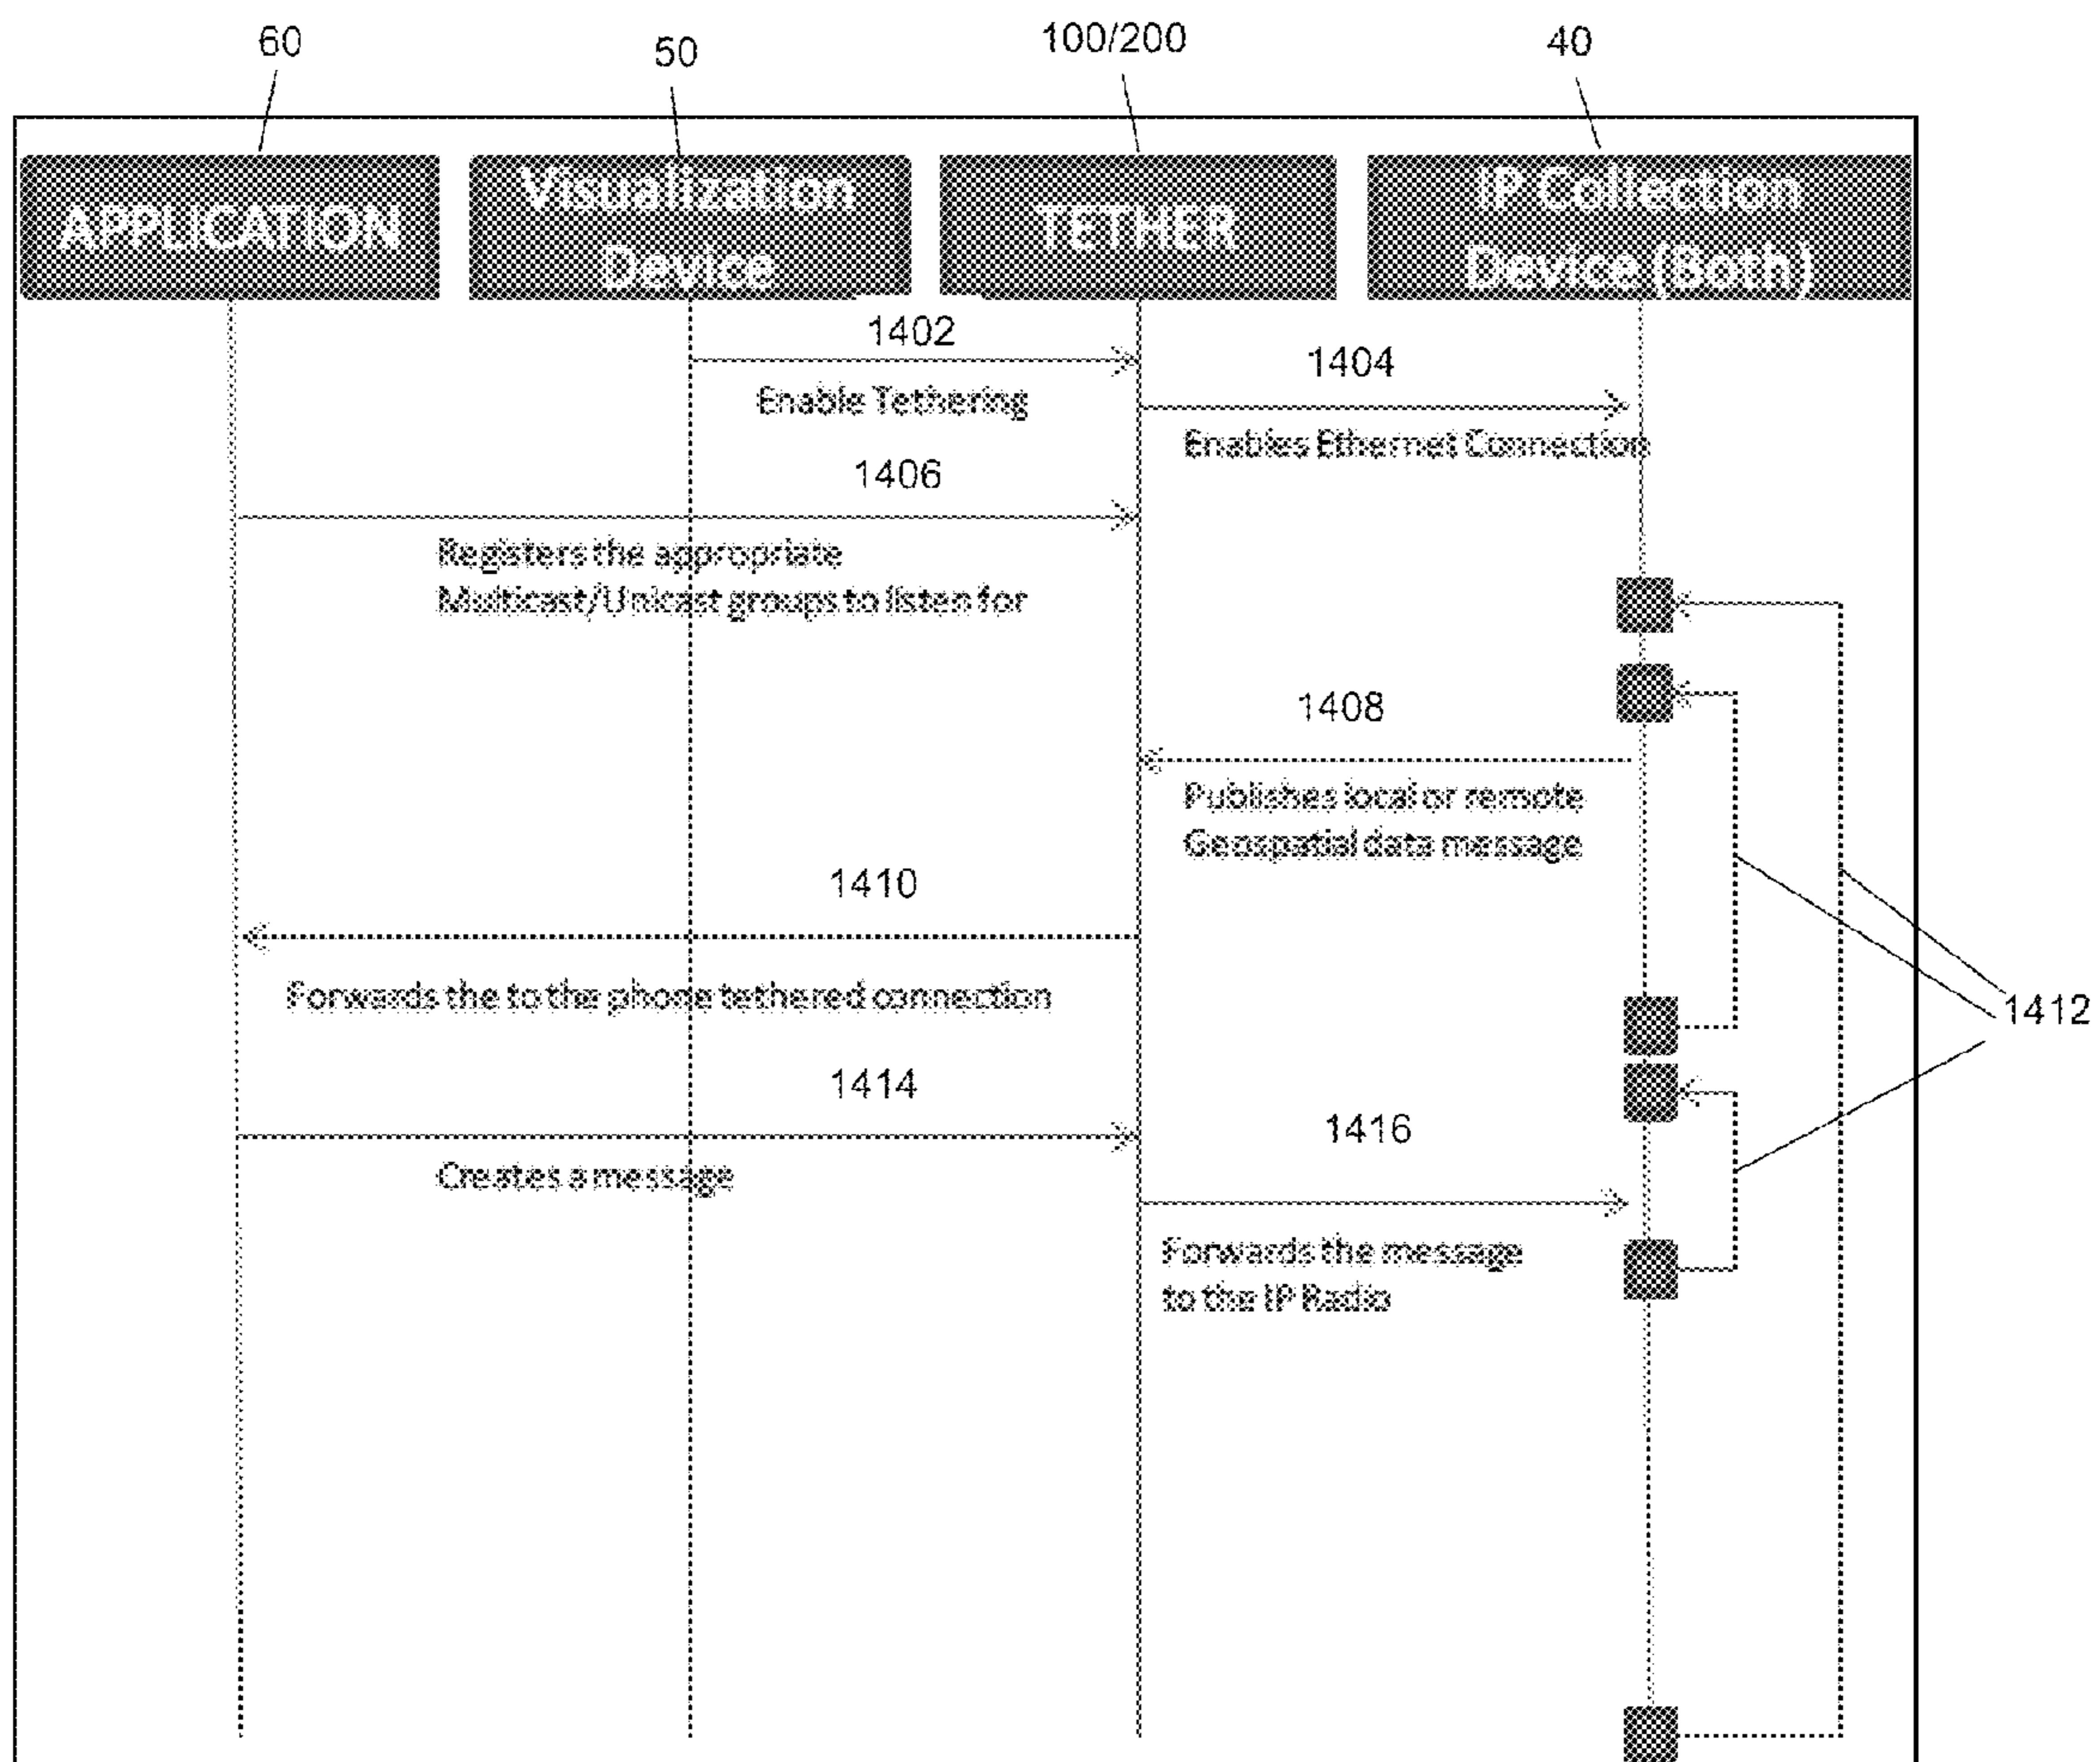 60
50
100/200
40
APPLICATION
Visualization
Device
TETHER
IP Collection
Device (Both)
1402
Enable Tethering
1404
Enables Ethernet Connection
1406
Registers the appropriate
Multicast/Unicast groups to listen for
1408
Publishes local or remote
Geospatial data message
1410
Forwards the to the phone tethered connection
1412
1414
Creates a message
1416
Forwards the message
to the IP Radio